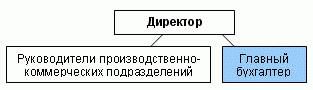 Директор
Руководители производственно-
коммерческих подразделений
Главный
бухгалтер